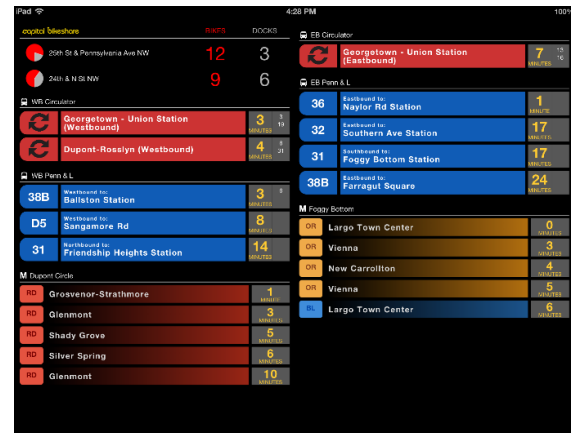 iPad
4:28 PM
100%
capital bikeshare
BIKES
DOCKS
25th St & Pennsylvania Ave NW
12
3
24th & N St NW
9
6
WB Circulator
Georgetown - Union Station
(Westbound)
3
MINUTES
Dupont-Rosslyn (Westbound)
4
MINUTES
WB Penn & L
38B
Westbound to:
Ballston Station
3
MINUTES
D5
Westbound to:
Sangamore Rd
8
MINUTES
31
Northbound to:
Friendship Heights Station
14
MINUTES
M Dupont Circle
RD
Grosvenor-Strathmore
1
MINUTE
RD
Glenmont
3
MINUTES
RD
Shady Grove
5
MINUTES
RD
Silver Spring
6
MINUTES
RD
Glenmont
10
MINUTES
EB Circulator
Georgetown - Union Station
(Eastbound)
7
MINUTES
EB Penn & L
36
Eastbound to:
Naylor Rd Station
1
MINUTE
32
Eastbound to:
Southern Ave Station
17
MINUTES
31
Southbound to:
Foggy Bottom Station
17
MINUTES
38B
Eastbound to:
Farragut Square
24
MINUTES
M Foggy Bottom
OR
Largo Town Center
0
MINUTES
OR
Vienna
3
MINUTES
OR
New Carrollton
4
MINUTES
OR
Vienna
5
MINUTES
BL
Largo Town Center
6
MINUTES